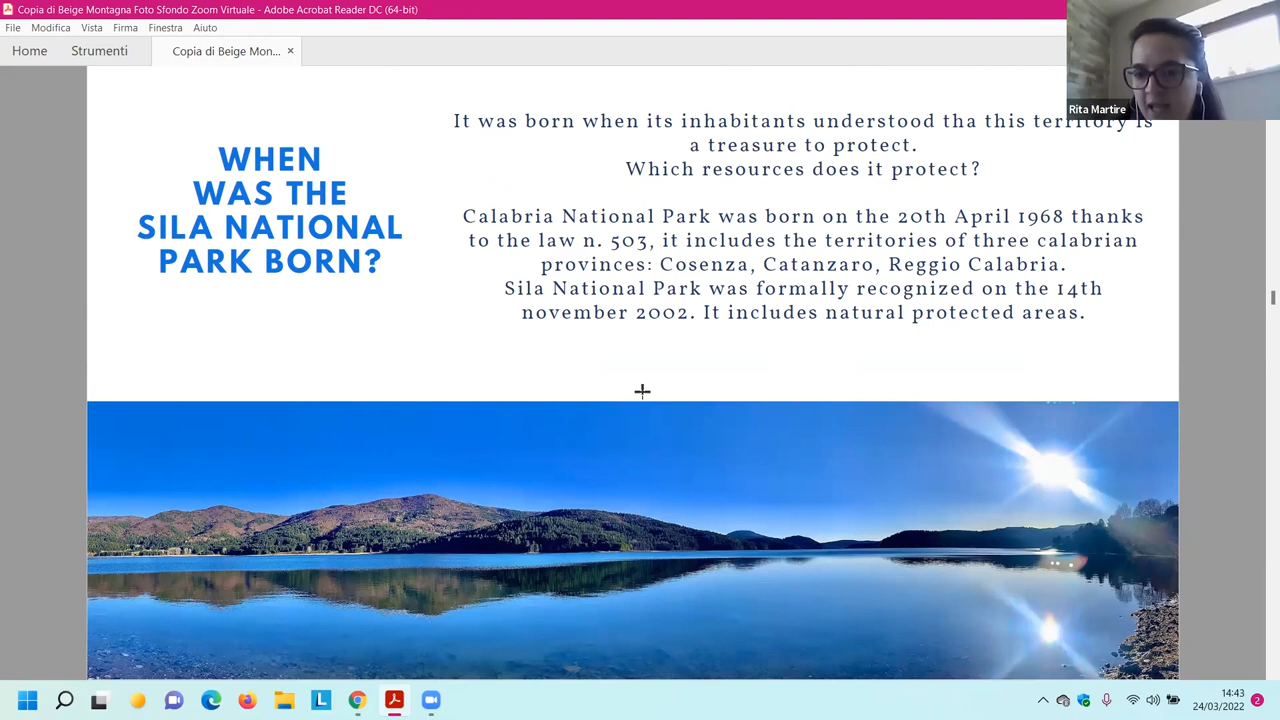 Copia di Beige Montagna Foto Sfondo Zoom Virtuale - Adobe Acrobat Reader DC (64-bit)
File Modifica Vista Firma Finestra Aiuto
Home Strumenti Copia di Beige Mon... ×
Rita Martire
WHEN
WAS THE
SILA NATIONAL
PARK BORN?
It was born when its inhabitants understood tha this territory is
a treasure to protect.
Which resources does it protect?
Calabria National Park was born on the 20th April 1968 thanks
to the law n. 503, it includes the territories of three calabrian
provinces: Cosenza, Catanzaro, Reggio Calabria.
Sila National Park was formally recognized on the 14th
november 2002. It includes natural protected areas.
L
14:43
24/03/2022
2